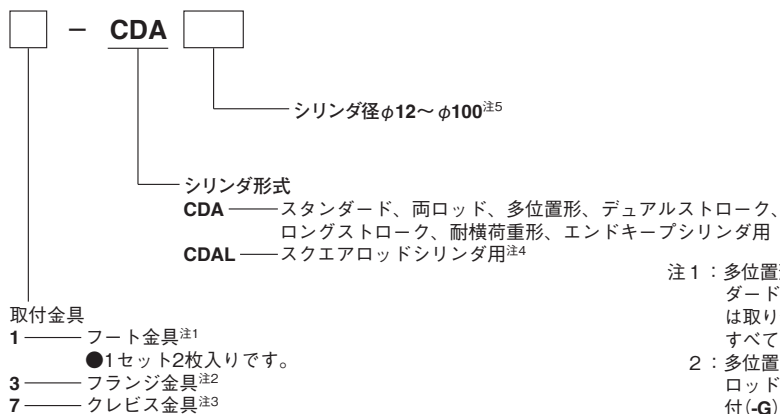 － CDA
シリンダ径φ12～φ100注5
シリンダ形式
CDA スタンダード、両ロッド、多位置形、デュアルストローク、
ロングストローク、耐横荷重形、エンドキープシリンダ用
CDAL スクエアロッドシリンダ用注4
取付金具
1 フート金具注1
●1セット2枚入りです。
3 フランジ金具注2
7 クレビス金具注3
注1：多位置
ダード
は取り
すべて
2：多位置
ロッド
付(-G)